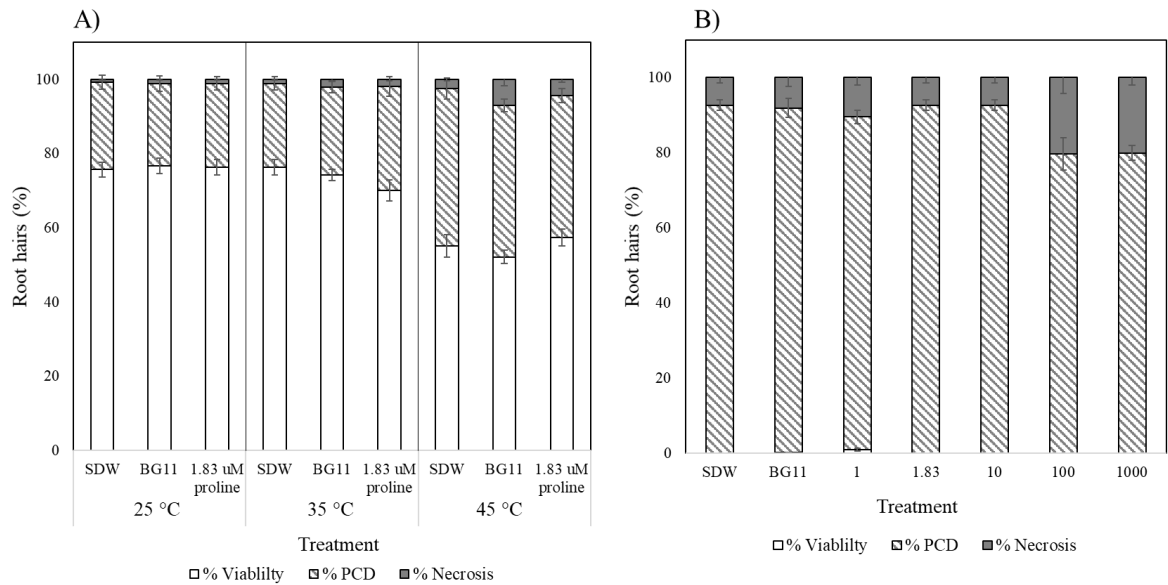 A)
Root hairs (%)
100
80
60
40
20
0
SDW BG11 1.83 uM proline SDW BG11 1.83 uM proline SDW BG11 1.83 uM proline
25 °C 35 °C 45 °C
Treatment
% Viablilty % PCD % Necrosis
B)
Root hairs (%)
100
80
60
40
20
0
SDW BG11 1 1.83 10 100 1000
Treatment
% Viablilty % PCD % Necrosis